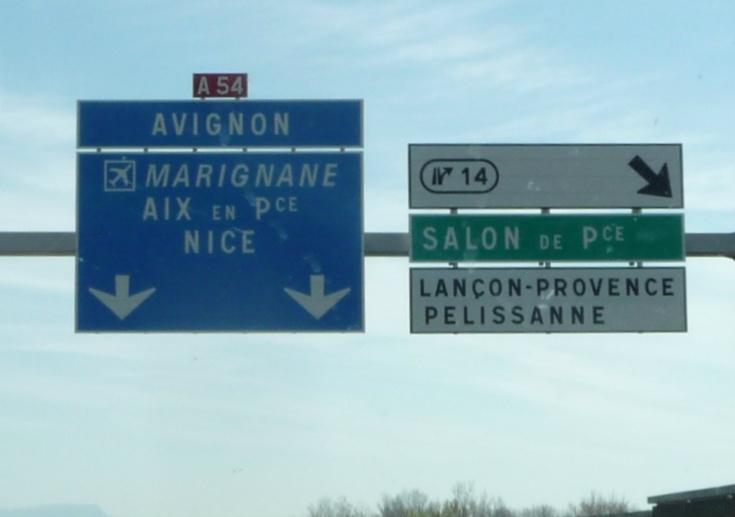 A 54
AVIGNON
MARIGNANE
AIX EN PCE
NICE
14
SALON DE PCE
LANÇON-PROVENCE
PELISSANNE